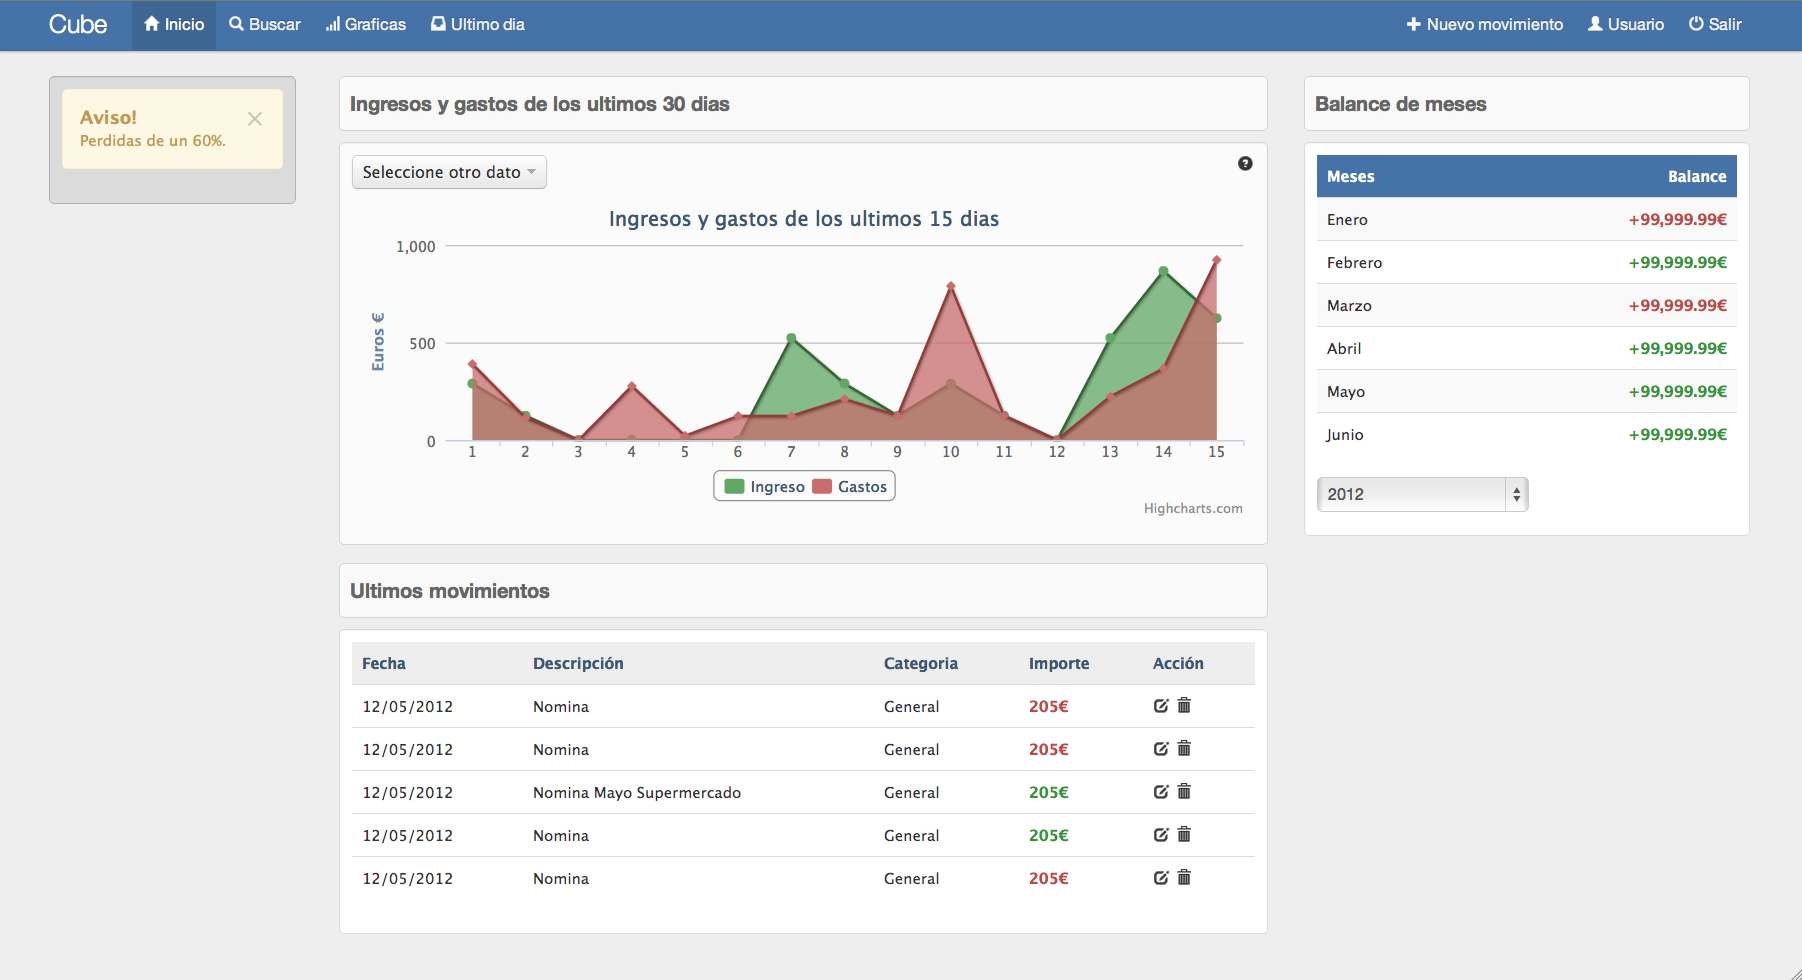 Cube Inicio Buscar Graficas Ultimo dia Nuevo movimiento Usuario Salir
Aviso!
Perdidas de un 60%.
Ingresos y gastos de los ultimos 30 dias
Seleccione otro dato
Ingresos y gastos de los ultimos 15 dias
Euros €
1,000
500
0
1 2 3 4 5 6 7 8 9 10 11 12 13 14 15
Ingreso Gastos
Highcharts.com
Ultimos movimientos
Fecha Descripción Categoria Importe Acción
12/05/2012 Nomina General 205€
12/05/2012 Nomina General 205€
12/05/2012 Nomina Mayo Supermercado General 205€
12/05/2012 Nomina General 205€
12/05/2012 Nomina General 205€
Balance de meses
Meses Balance
Enero +99,999.99€
Febrero +99,999.99€
Marzo +99,999.99€
Abril +99,999.99€
Mayo +99,999.99€
Junio +99,999.99€
2012